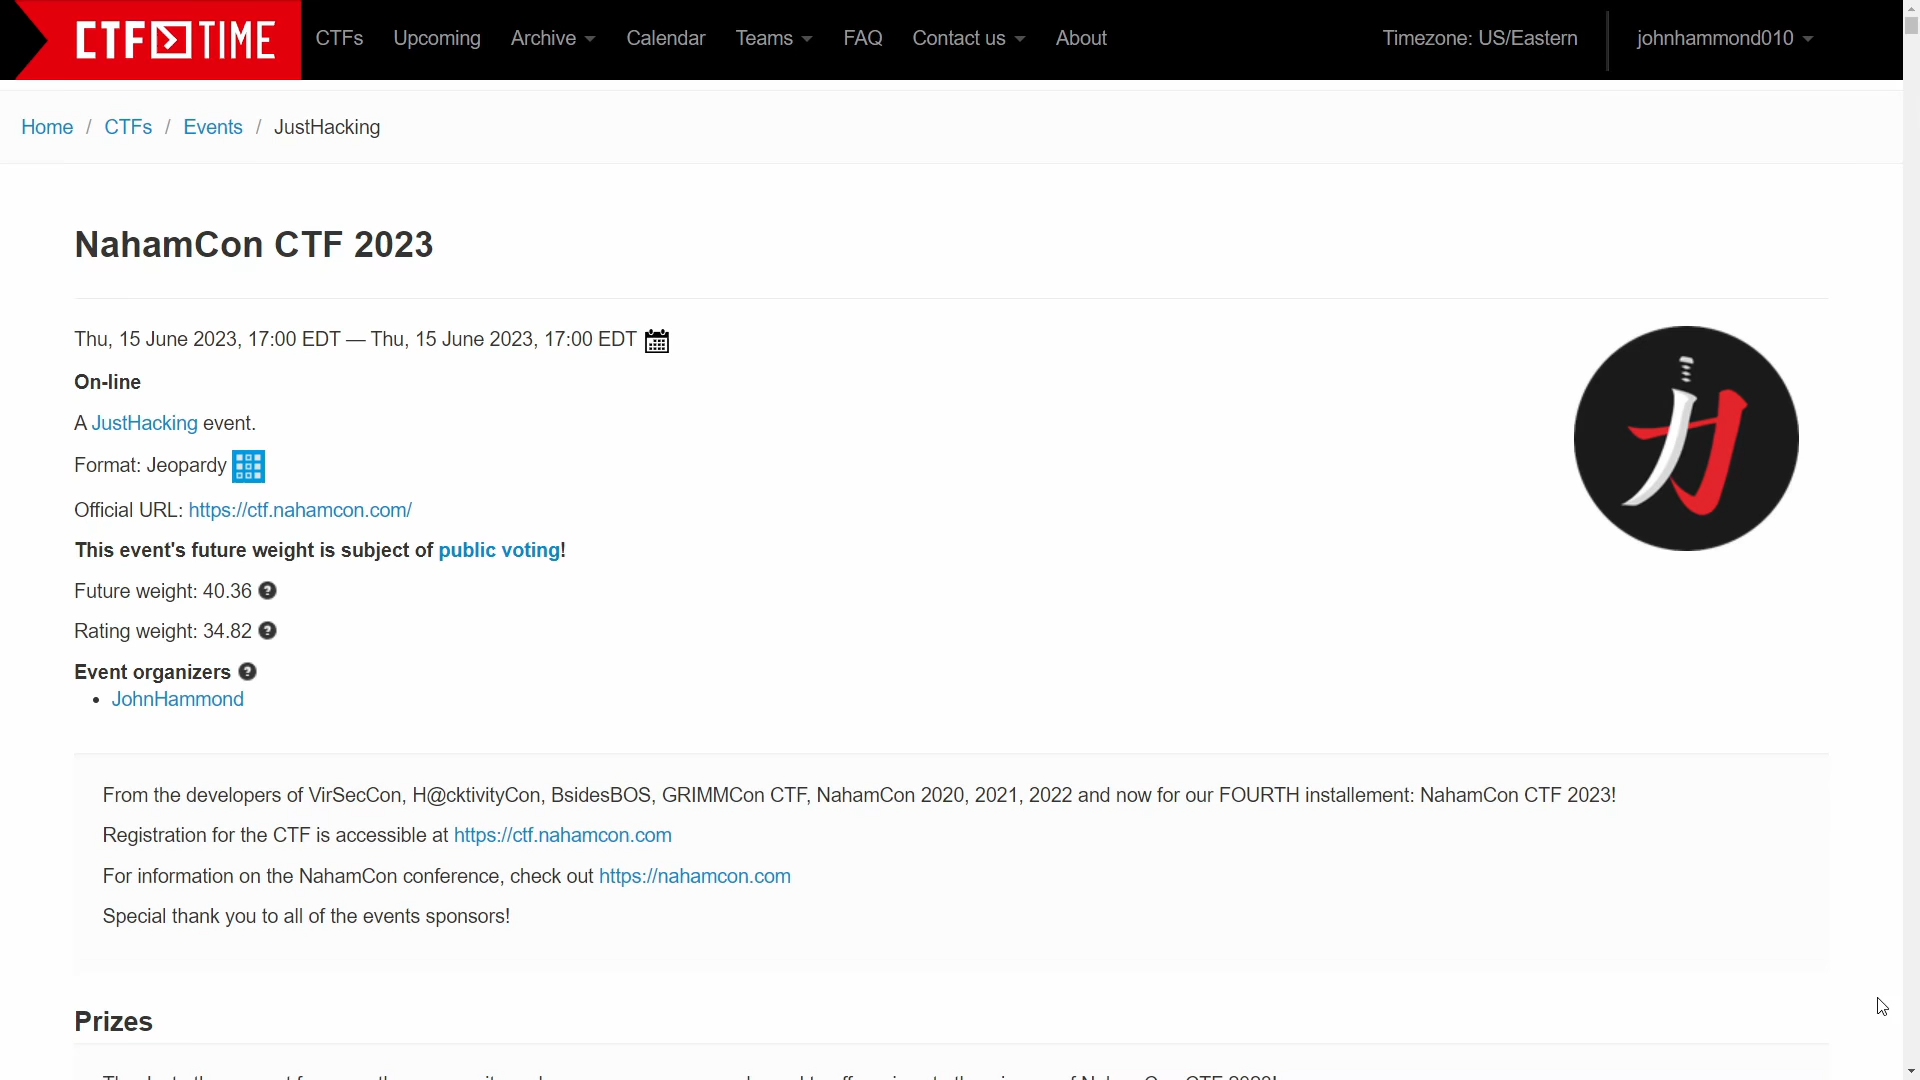 CTF TIME CTFs Upcoming Archive Calendar Teams FAQ Contact us About Timezone: US/Eastern johnhammond010
Home / CTFs / Events / JustHacking
NahamCon CTF 2023
Thu, 15 June 2023, 17:00 EDT — Thu, 15 June 2023, 17:00 EDT
On-line
A JustHacking event.
Format: Jeopardy
Official URL: https://ctf.nahamcon.com/
This event's future weight is subject of public voting!
Future weight: 40.36 ?
Rating weight: 34.82 ?
Event organizers ?
• JohnHammond
From the developers of VirSecCon, H@cktivityCon, BsidesBOS, GRIMMCon CTF, NahamCon 2020, 2021, 2022 and now for our FOURTH installement: NahamCon CTF 2023!
Registration for the CTF is accessible at https://ctf.nahamcon.com
For information on the NahamCon conference, check out https://nahamcon.com
Special thank you to all of the events sponsors!
Prizes